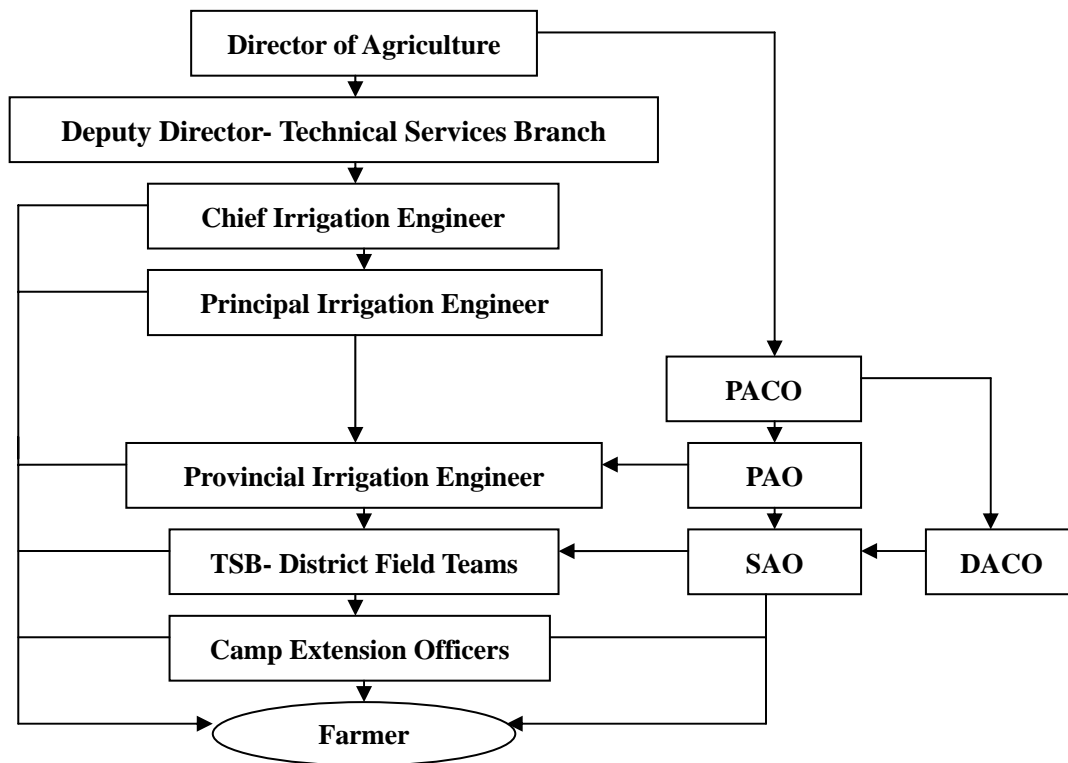 Director of Agriculture
Deputy Director- Technical Services Branch
Chief Irrigation Engineer
Principal Irrigation Engineer
PACO
Provincial Irrigation Engineer
PAO
TSB- District Field Teams
SAO
DACO
Camp Extension Officers
Farmer